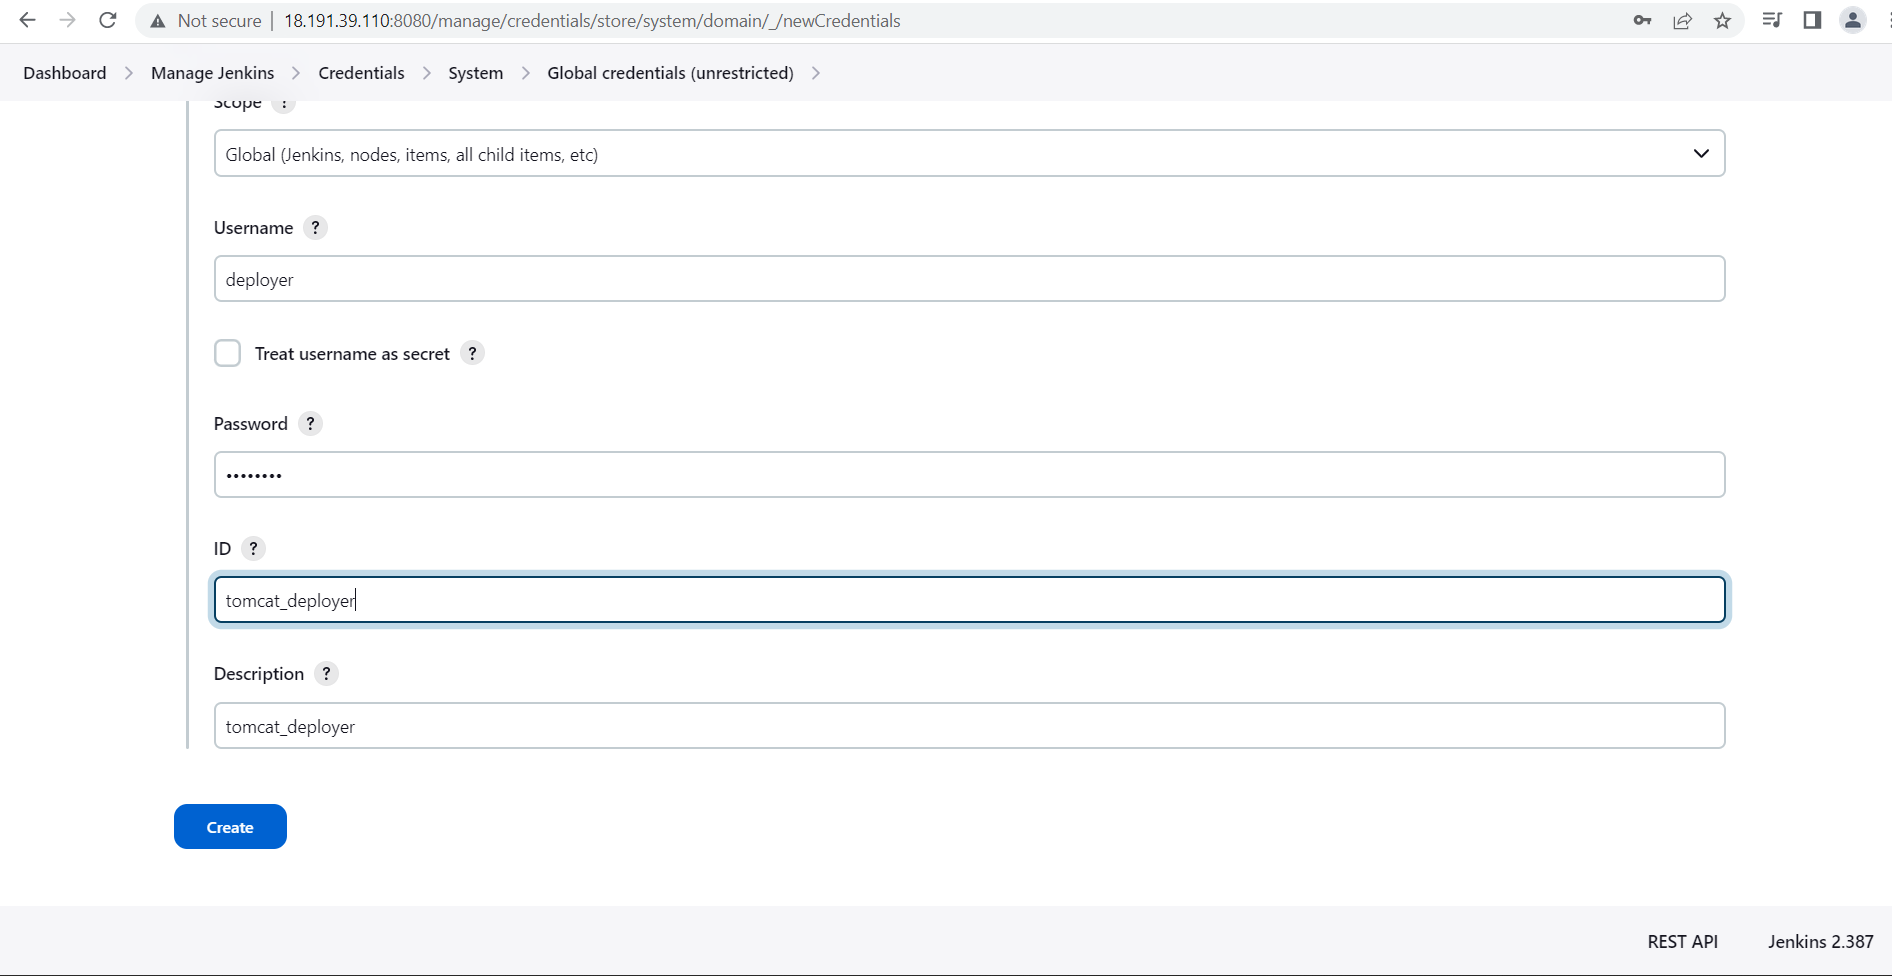 Not secure | 18.191.39.110:8080/manage/credentials/store/system/domain/_/newCredentials
Dashboard > Manage Jenkins > Credentials > System > Global credentials (unrestricted) >
Scope ?
Global (Jenkins, nodes, items, all child items, etc)
Username ?
deployer
Treat username as secret ?
Password ?
••••••••
ID ?
tomcat_deployer
Description ?
tomcat_deployer
Create
REST API Jenkins 2.387